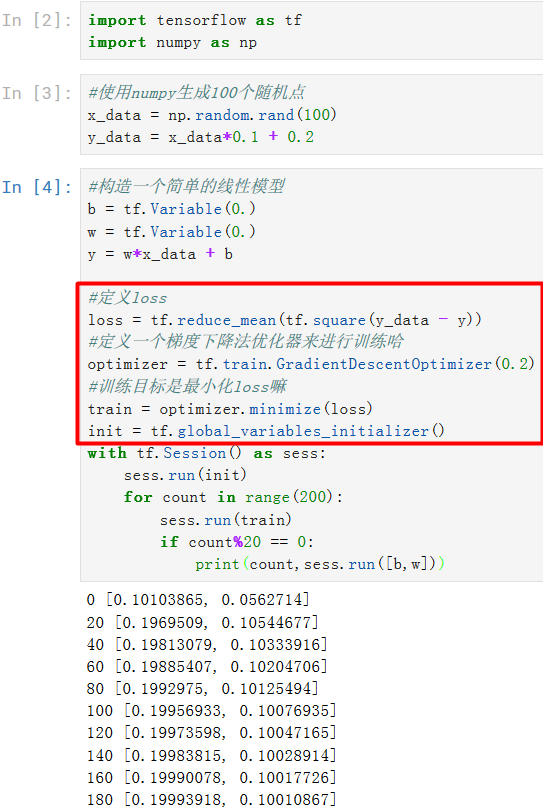 In [2]:
import tensorflow as tf
import numpy as np
In [3]:
#使用numpy生成100个随机点
x_data = np.random.rand(100)
y_data = x_data*0.1 + 0.2
In [4]:
#构造一个简单的线性模型
b = tf.Variable(0.)
w = tf.Variable(0.)
y = w*x_data + b
#定义loss
loss = tf.reduce_mean(tf.square(y_data - y))
#定义一个梯度下降法优化器来进行训练哈
optimizer = tf.train.GradientDescentOptimizer(0.2)
#训练目标是最小化loss嘛
train = optimizer.minimize(loss)
init = tf.global_variables_initializer()
with tf.Session() as sess:
    sess.run(init)
    for count in range(200):
        sess.run(train)
        if count%20 == 0:
            print(count,sess.run([b,w]))
0 [0.10103865, 0.0562714]
20 [0.1969509, 0.10544677]
40 [0.19813079, 0.10333916]
60 [0.19885407, 0.10204706]
80 [0.1992975, 0.10125494]
100 [0.19956933, 0.10076935]
120 [0.19973598, 0.10047165]
140 [0.19983815, 0.10028914]
160 [0.19990078, 0.10017726]
180 [0.19993918, 0.10010867]